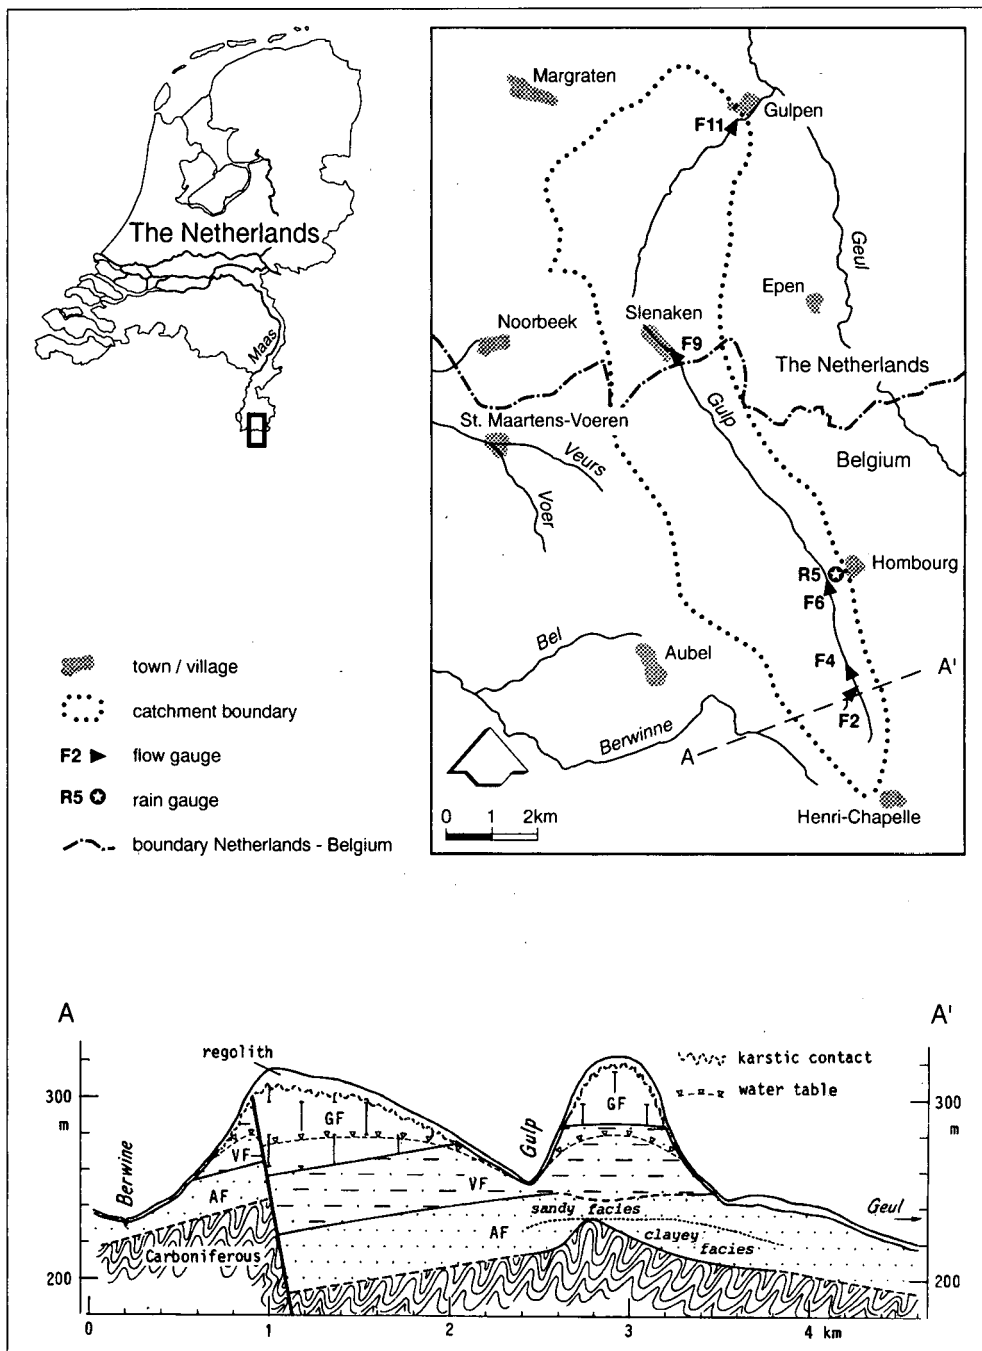 The Netherlands
Maas
Margraten
Gulpen
F11
Geul
Epen
Slenaken
Noorbeek
F9
The Netherlands
Gulp
St. Maartens-Voeren
Veurs
Belgium
Voer
Hombourg
R5
F6
Bel
Aubel
F4
A'
F2
Berwinne
A
0 1 2km
Henri-Chapelle
town / village
catchment boundary
F2 flow gauge
R5 rain gauge
boundary Netherlands - Belgium
A A'
regolith
karstic contact
water table
300
m
300
m
GF
GF
Gulp
Berwine
VF
VF
AF
sandy facies
Geul
AF
clayey
facies
Carboniferous
200
200
0 1 2 3 4 km